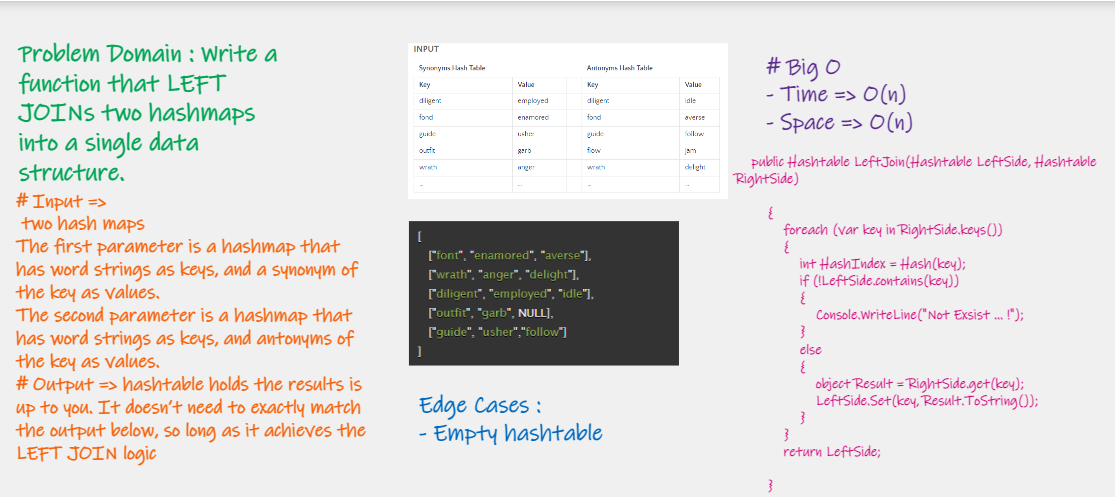 Problem Domain : Write a
function that LEFT
JOINs two hashmaps
into a single data
structure.
# Input =>
two hash maps
The first parameter is a hashmap that
has word strings as keys, and a synonym of
the key as values.
The second parameter is a hashmap that
has word strings as keys, and antonyms of
the key as values.
# Output => hashtable holds the results is
up to you. It doesn't need to exactly match
the output below, so long as it achieves the
LEFT JOIN logic
INPUT
Synonyms Hash Table Antonyms Hash Table
Key Value Key Value
diligent employed diligent idle
fond enamored fond averse
guide usher guide follow
outfit garb flow jam
wrath anger wrath delight
... ... ... ...
[
["font", "enamored", "averse"],
["wrath", "anger", "delight"],
["diligent", "employed", "idle"],
["outfit", "garb", NULL],
["guide", "usher","follow"]
]
Edge Cases :
- Empty hashtable
# Big O
- Time => O(n)
- Space => O(n)
public Hashtable LeftJoin(Hashtable LeftSide, Hashtable
RightSide)
{
foreach (var key in RightSide.keys())
{
int HashIndex = Hash(key);
if (!LeftSide.contains(key))
{
Console.WriteLine("Not Exsist ... !");
}
else
{
object Result = RightSide.get(key);
LeftSide.Set(key, Result.ToString());
}
}
return LeftSide;
}